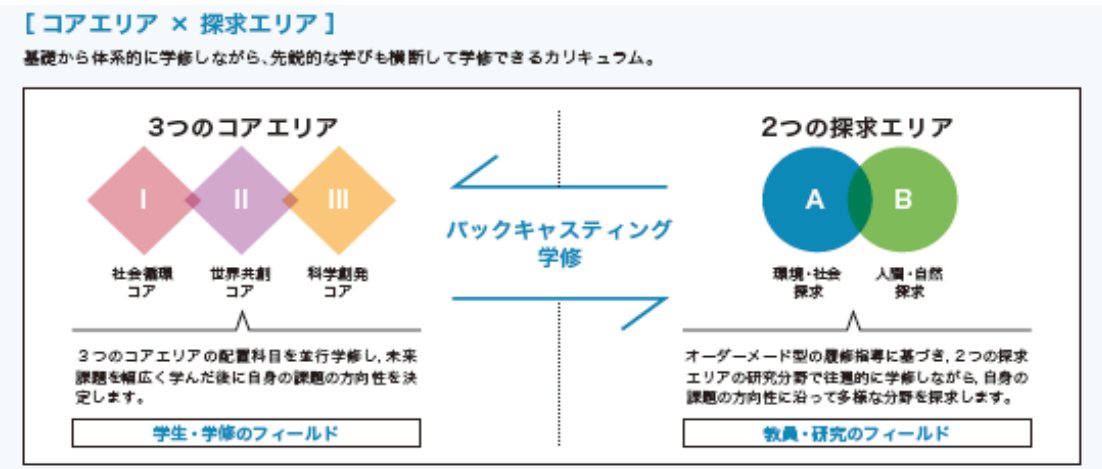 [ コアエリア × 探求エリア ]
基礎から体系的に学修しながら、先鋭的な学びも横断して学修できるカリキュラム。
3つのコアエリア
2つの探求エリア
I
II
III
A
B
バックキャスティング
学修
社会循環
コア
世界共創
コア
科学創発
コア
環境・社会
探求
人間・自然
探求
3つのコアエリアの配置科目を並行学修し、未来
課題を幅広く学んだ後に自身の課題の方向性を決
定します。
オーダーメード型の履修指導に基づき、2つの探求
エリアの研究分野で往還的に学修しながら、自身の
課題の方向性に沿って多様な分野を探求します。
学生・学修のフィールド
教員・研究のフィールド